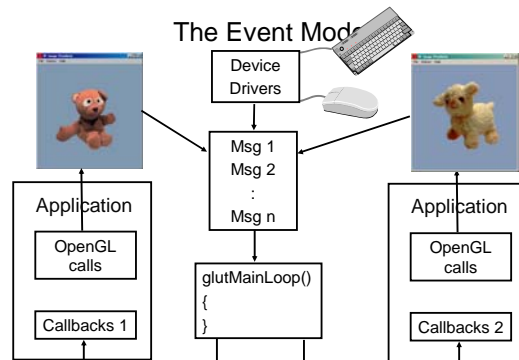 The Event Mod
Device
Drivers
Msg 1
Msg 2
:
Msg n
Application
OpenGL
calls
Callbacks 1
glutMainLoop()
{
}
Application
OpenGL
calls
Callbacks 2